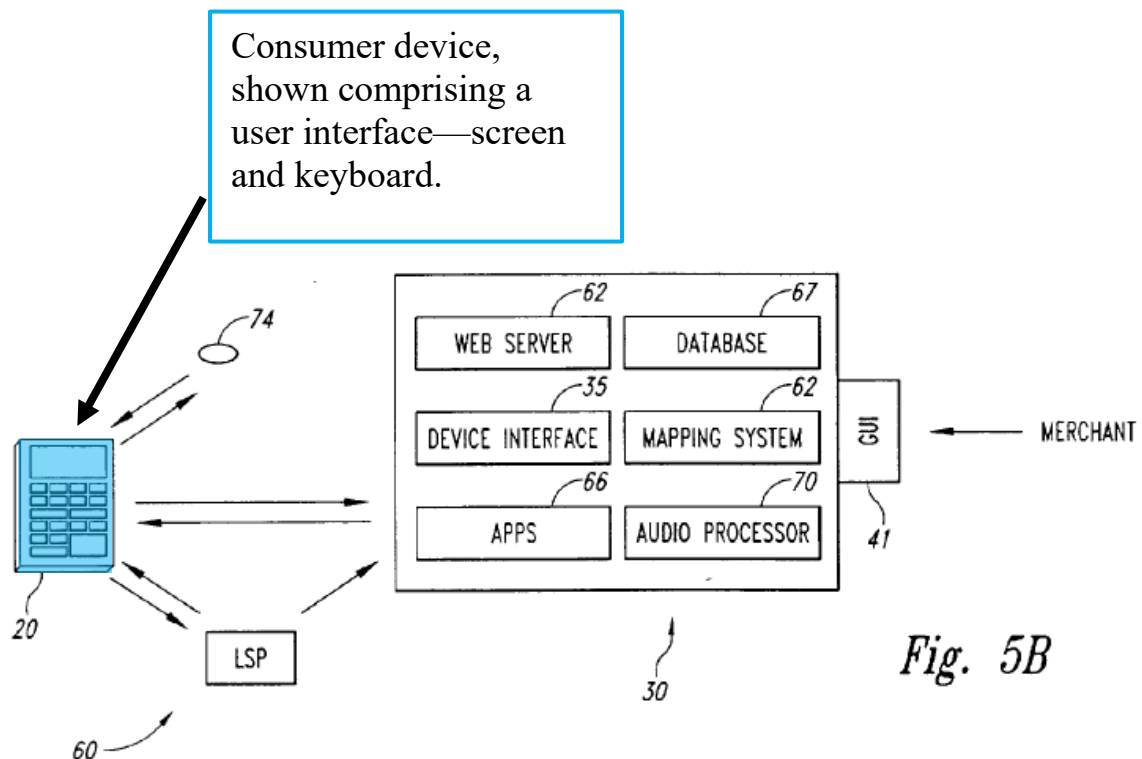 Consumer device,
shown comprising a
user interface—screen
and keyboard.
74
62
67
WEB SERVER
DATABASE
35
62
DEVICE INTERFACE
MAPPING SYSTEM
GUI
MERCHANT
66
70
APPS
AUDIO PROCESSOR
41
20
LSP
30
Fig. 5B
60